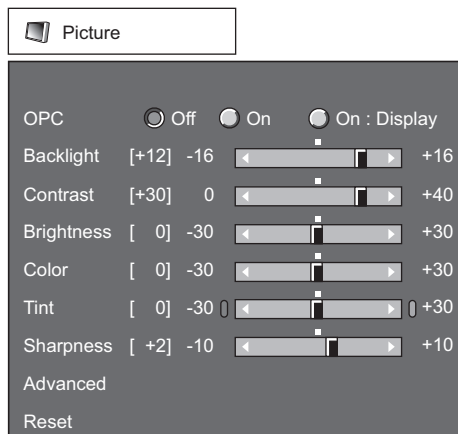 Picture
OPC Off On On : Display
Backlight [+12] -16 +16
Contrast [+30] 0 +40
Brightness [ 0] -30 +30
Color [ 0] -30 +30
Tint [ 0] -30 +30
Sharpness [ +2] -10 +10
Advanced
Reset